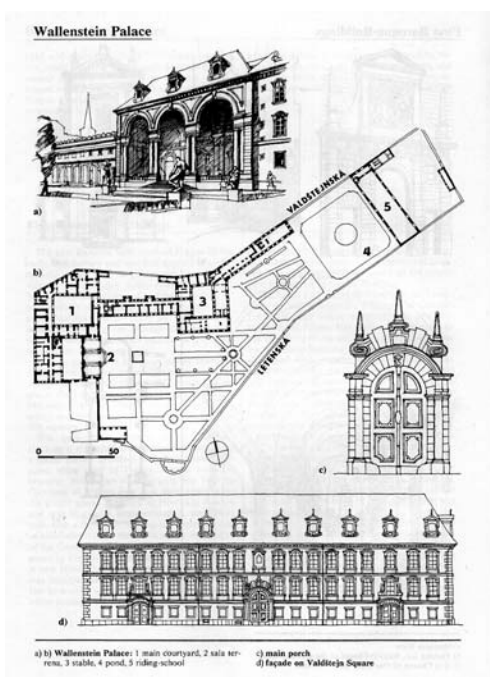 Wallenstein Palace
a)
VALDŠTEJNSKÁ
5
4
b)
1
3
2
LETENSKÁ
0 50
c)
d)
a) b) Wallenstein Palace: 1 main courtyard, 2 sala ter-
rena, 3 stable, 4 pond, 5 riding-school
c) main porch
d) façade on Valdštejn Square